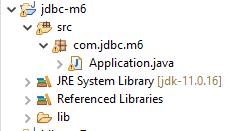 jdbc-m6
src
com.jdbc.m6
Application.java
JRE System Library [jdk-11.0.16]
Referenced Libraries
lib